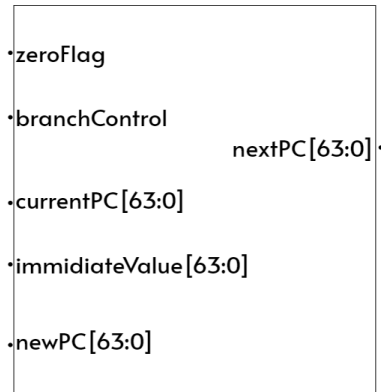 zeroFlag
branchControl
nextPC[63:0]
currentPC[63:0]
immidiateValue[63:0]
newPC[63:0]